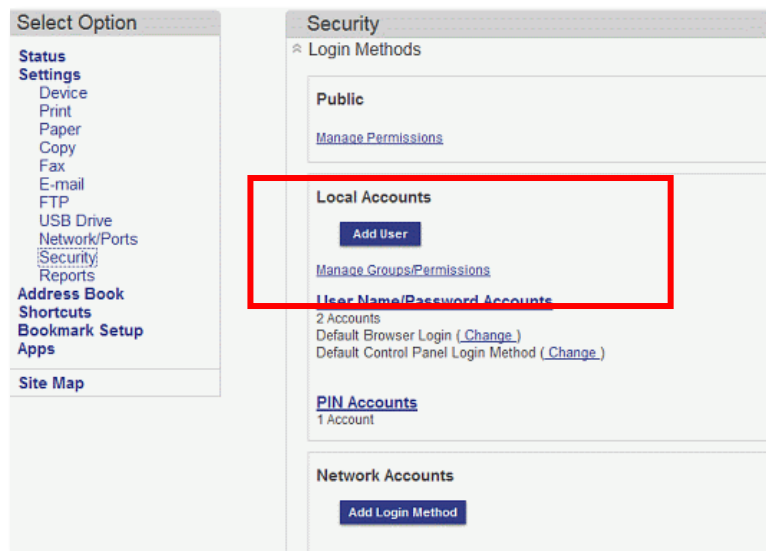 Select Option
Status
Settings
Device
Print
Paper
Copy
Fax
E-mail
FTP
USB Drive
Network/Ports
Security
Reports
Address Book
Shortcuts
Bookmark Setup
Apps
Site Map
Security
Login Methods
Public
Manage Permissions
Local Accounts
Add User
Manage Groups/Permissions
User Name/Password Accounts
2 Accounts
Default Browser Login ( Change )
Default Control Panel Login Method ( Change )
PIN Accounts
1 Account
Network Accounts
Add Login Method